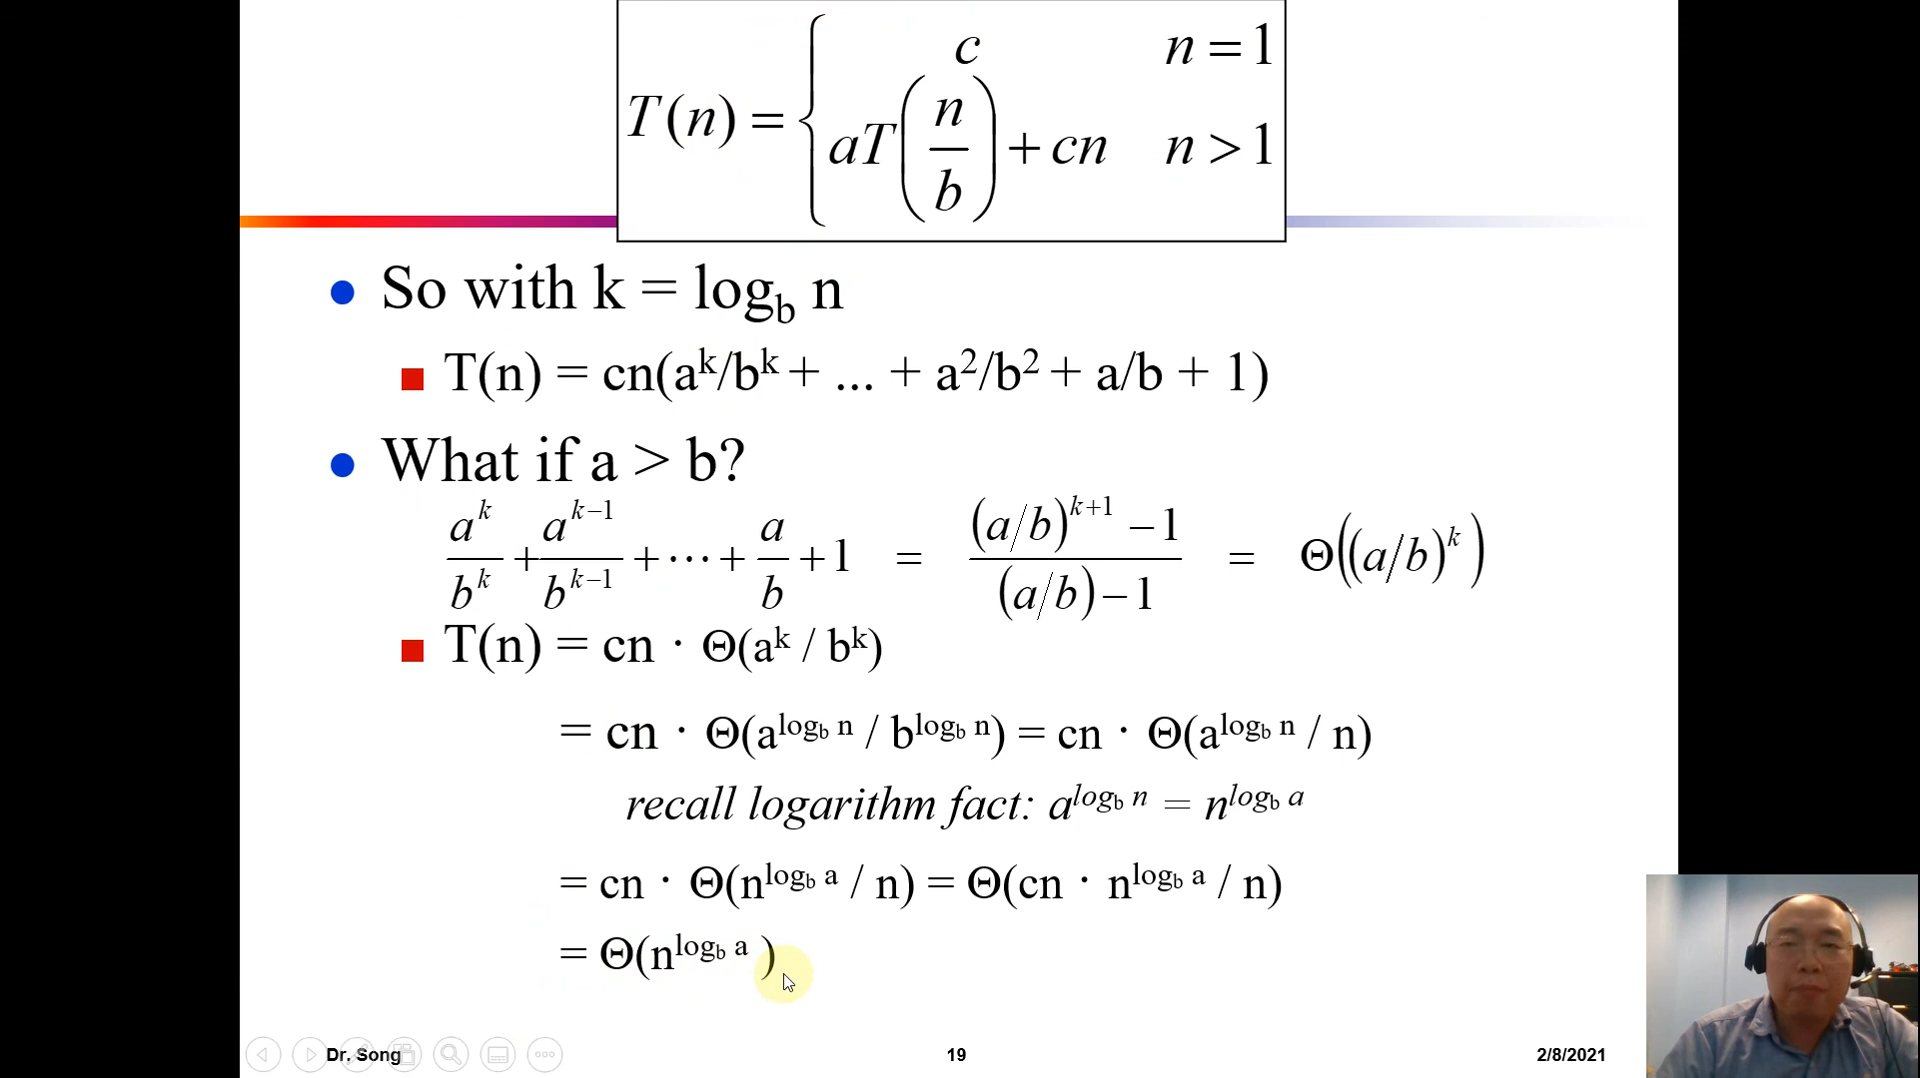 T(n) = { c n = 1
aT(n/b) + cn n > 1
• So with k = log_b n
■ T(n) = cn(a^k/b^k + ... + a^2/b^2 + a/b + 1)
• What if a > b?
a^k/b^k + a^{k−1}/b^{k−1} + ⋯ + a/b + 1 = ((a/b)^{k+1} − 1)/((a/b) − 1) = Θ((a/b)^k)
■ T(n) = cn · Θ(a^k / b^k)
= cn · Θ(a^{log_b n} / b^{log_b n}) = cn · Θ(a^{log_b n} / n)
recall logarithm fact: a^{log_b n} = n^{log_b a}
= cn · Θ(n^{log_b a} / n) = Θ(cn · n^{log_b a} / n)
= Θ(n^{log_b a} )
Dr. Song 19 2/8/2021